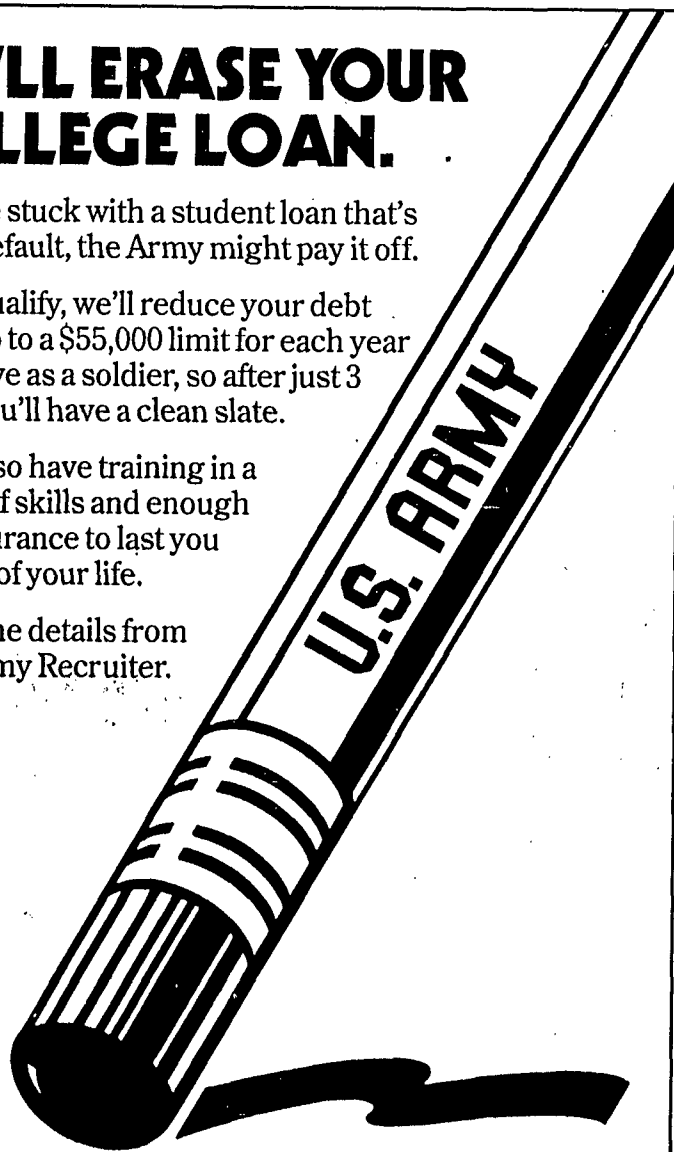 'LL ERASE YOUR
LLEGE LOAN.
stuck with a student loan that's
efault, the Army might pay it off.
ualify, we'll reduce your debt
to a $55,000 limit for each year
ve as a soldier, so after just 3
u'll have a clean slate.
so have training in a
f skills and enough
rance to last you
of your life.
ne details from
my Recruiter.
U.S. ARMY